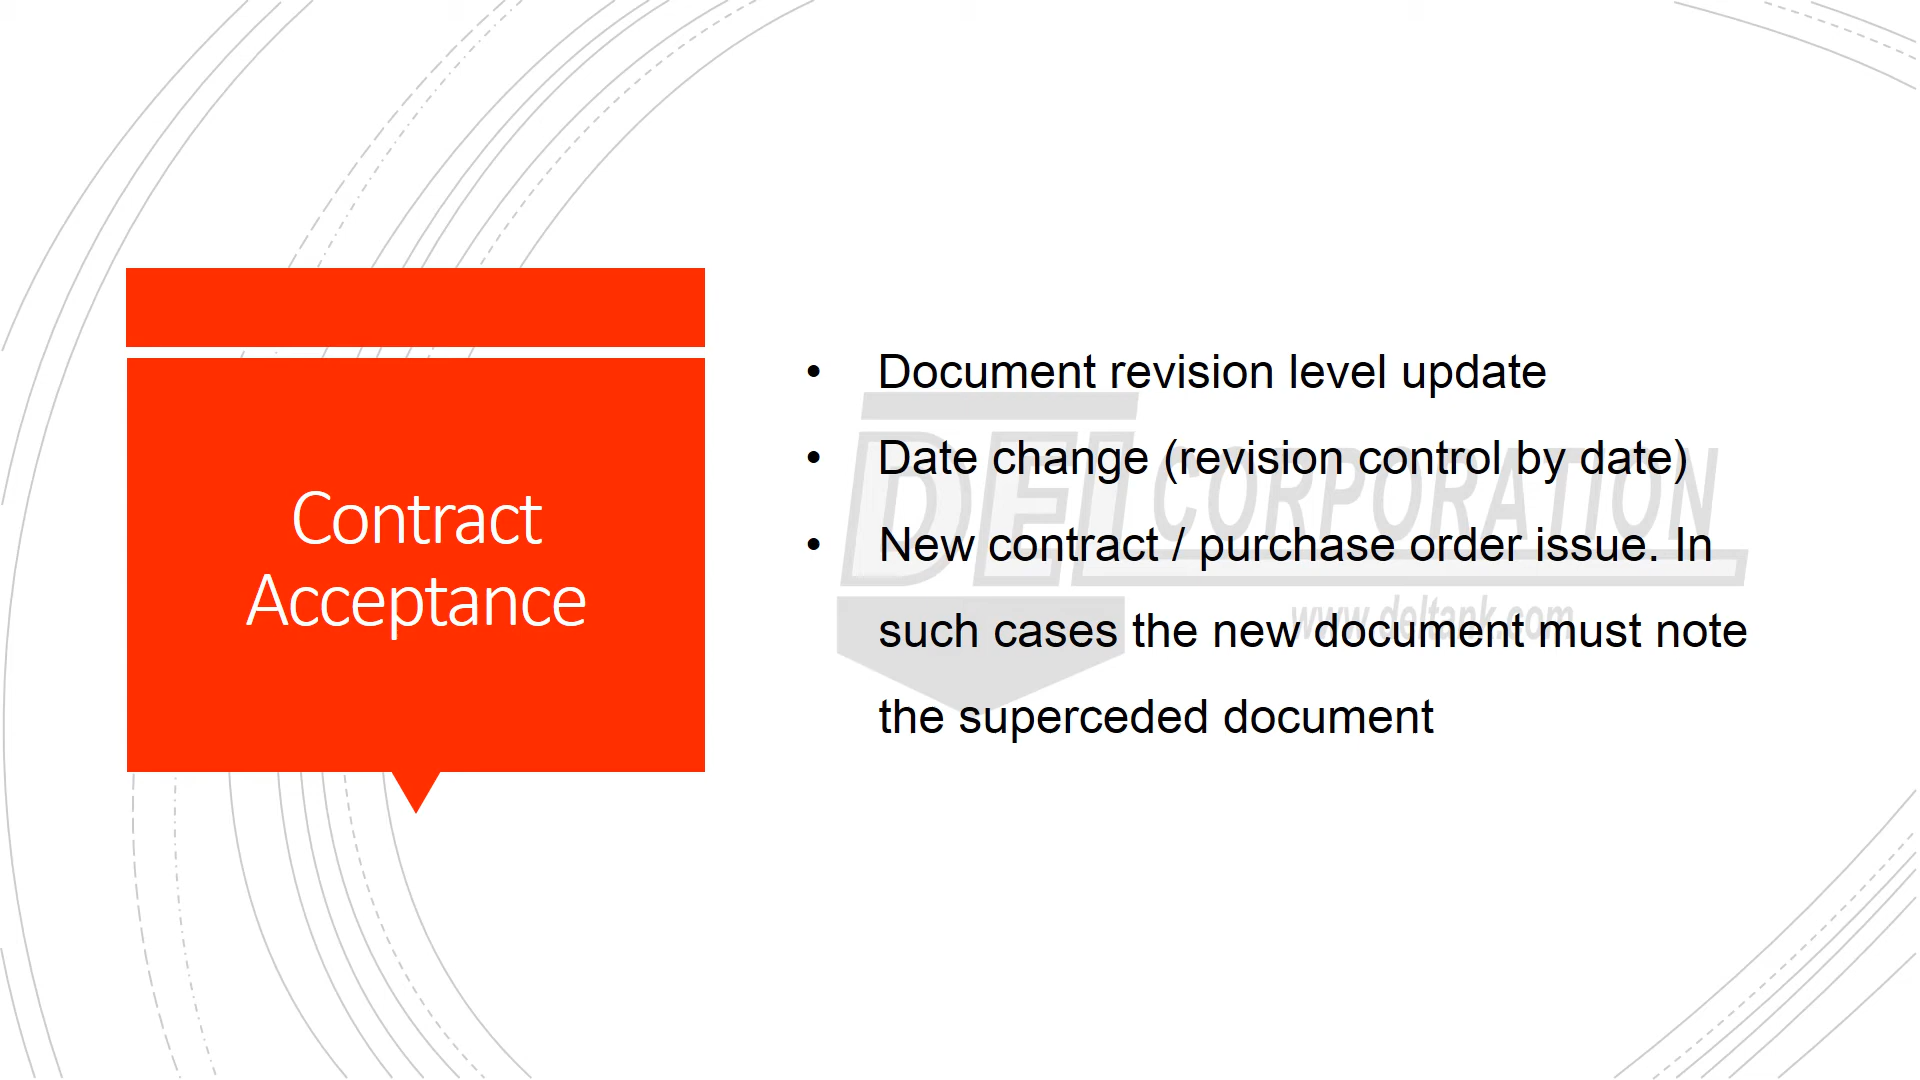 Contract
Acceptance
• Document revision level update
• Date change (revision control by date)
• New contract / purchase order issue. In
such cases the new document must note
the superceded document
DEL CORPORATION
www.deltank.com